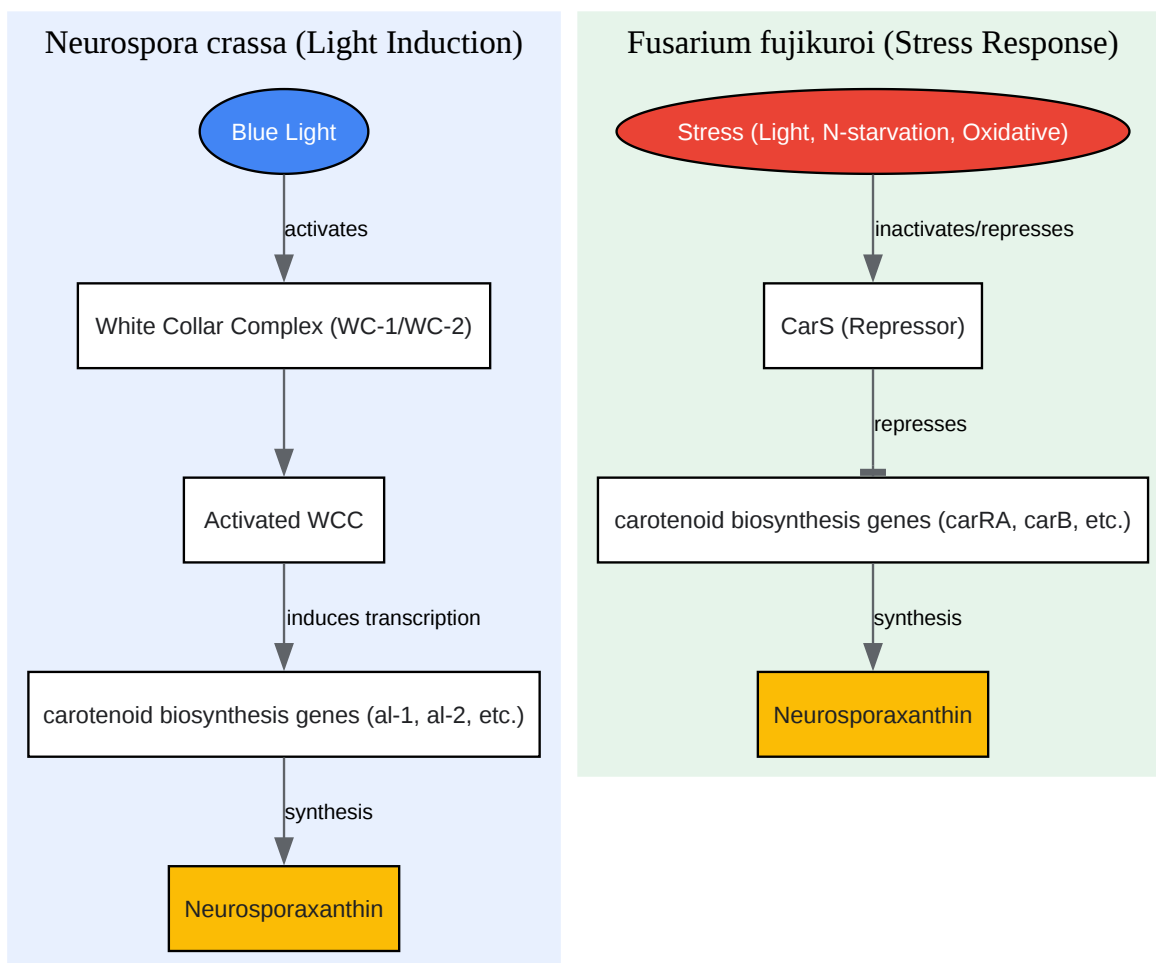 Neurospora crassa (Light Induction)
Blue Light
activates
White Collar Complex (WC-1/WC-2)
Activated WCC
induces transcription
carotenoid biosynthesis genes (al-1, al-2, etc.)
synthesis
Neurosporaxanthin
Fusarium fujikuroi (Stress Response)
Stress (Light, N-starvation, Oxidative)
inactivates/represses
CarS (Repressor)
represses
carotenoid biosynthesis genes (carRA, carB, etc.)
synthesis
Neurosporaxanthin